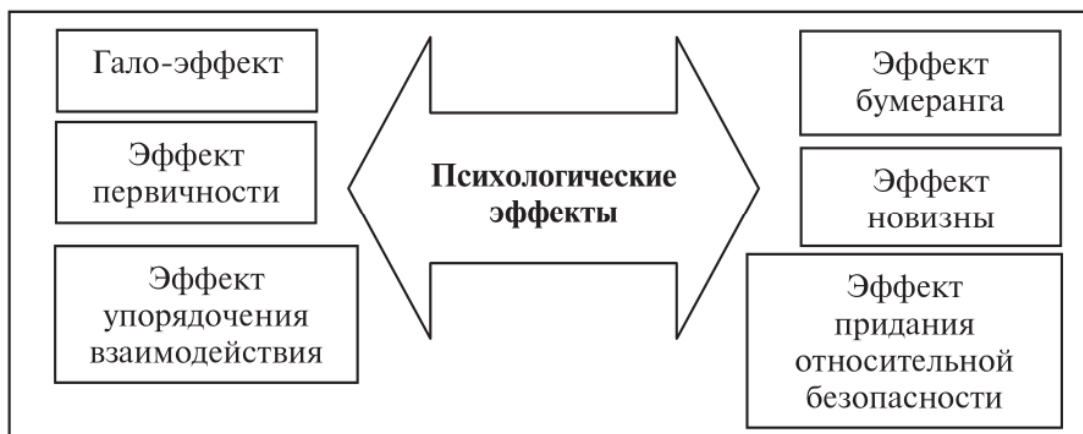 Гало-эффект
Эффект
первичности
Эффект
упорядочения
взаимодействия
Психологические
эффекты
Эффект
бумеранга
Эффект
новизны
Эффект
придания
относительной
безопасности